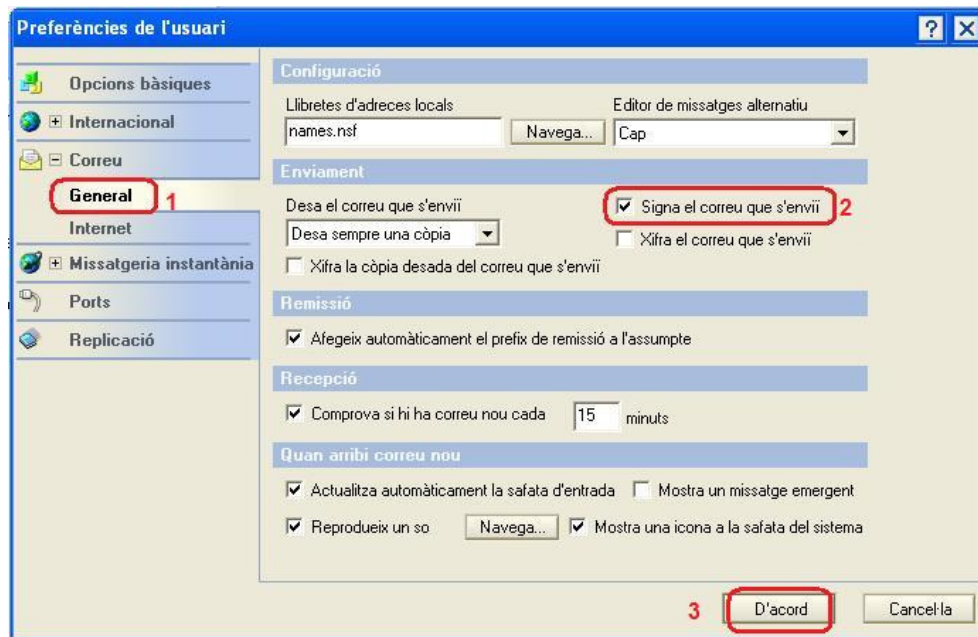 Preferències de l'usuari
Opcions bàsiques
Internacional
Correu
General 1
Internet
Missatgeria instantània
Ports
Replicació
Configuració
Llibretes d'adreces locals Editor de missatges alternatiu
names.nsf Navega... Cap
Enviament
Desa el correu que s'enviï Signa el correu que s'enviï 2
Desa sempre una còpia Xifra el correu que s'enviï
Xifra la còpia desada del correu que s'enviï
Remissió
Afegeix automàticament el prefix de remissió a l'assumpte
Recepció
Comprova si hi ha correu nou cada 15 minuts
Quan arribi correu nou
Actualitza automàticament la safata d'entrada Mostra un missatge emergent
Reprodueix un so Navega... Mostra una icona a la safata del sistema
3 D'acord Cancel·la